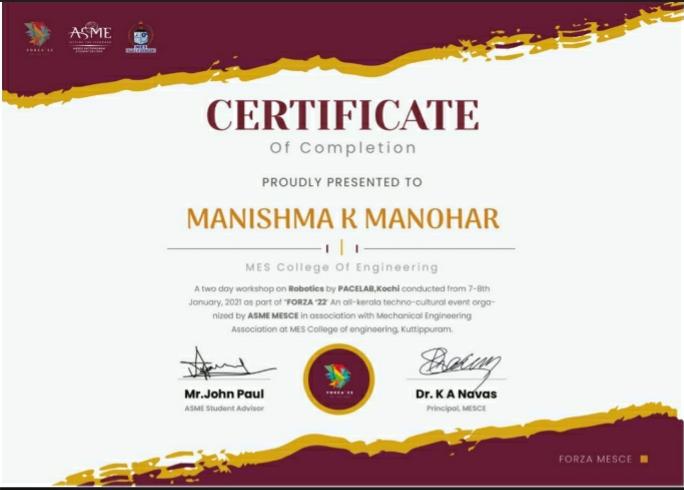 FORZA'22
ASME
CERTIFICATE
Of Completion
PROUDLY PRESENTED TO
MANISHMA K MANOHAR
MES College Of Engineering
A two day workshop on Robotics by PACELAB,Kochi conducted from 7-8th
January, 2021 as part of 'FORZA '22' An all-kerala techno-cultural event orga-
nized by ASME MESCE in association with Mechanical Engineering
Association at MES College of engineering, Kuttippuram.
FORZA'22
Mr.John Paul
ASME Student Advisor
Dr. K A Navas
Principal, MESCE
FORZA MESCE